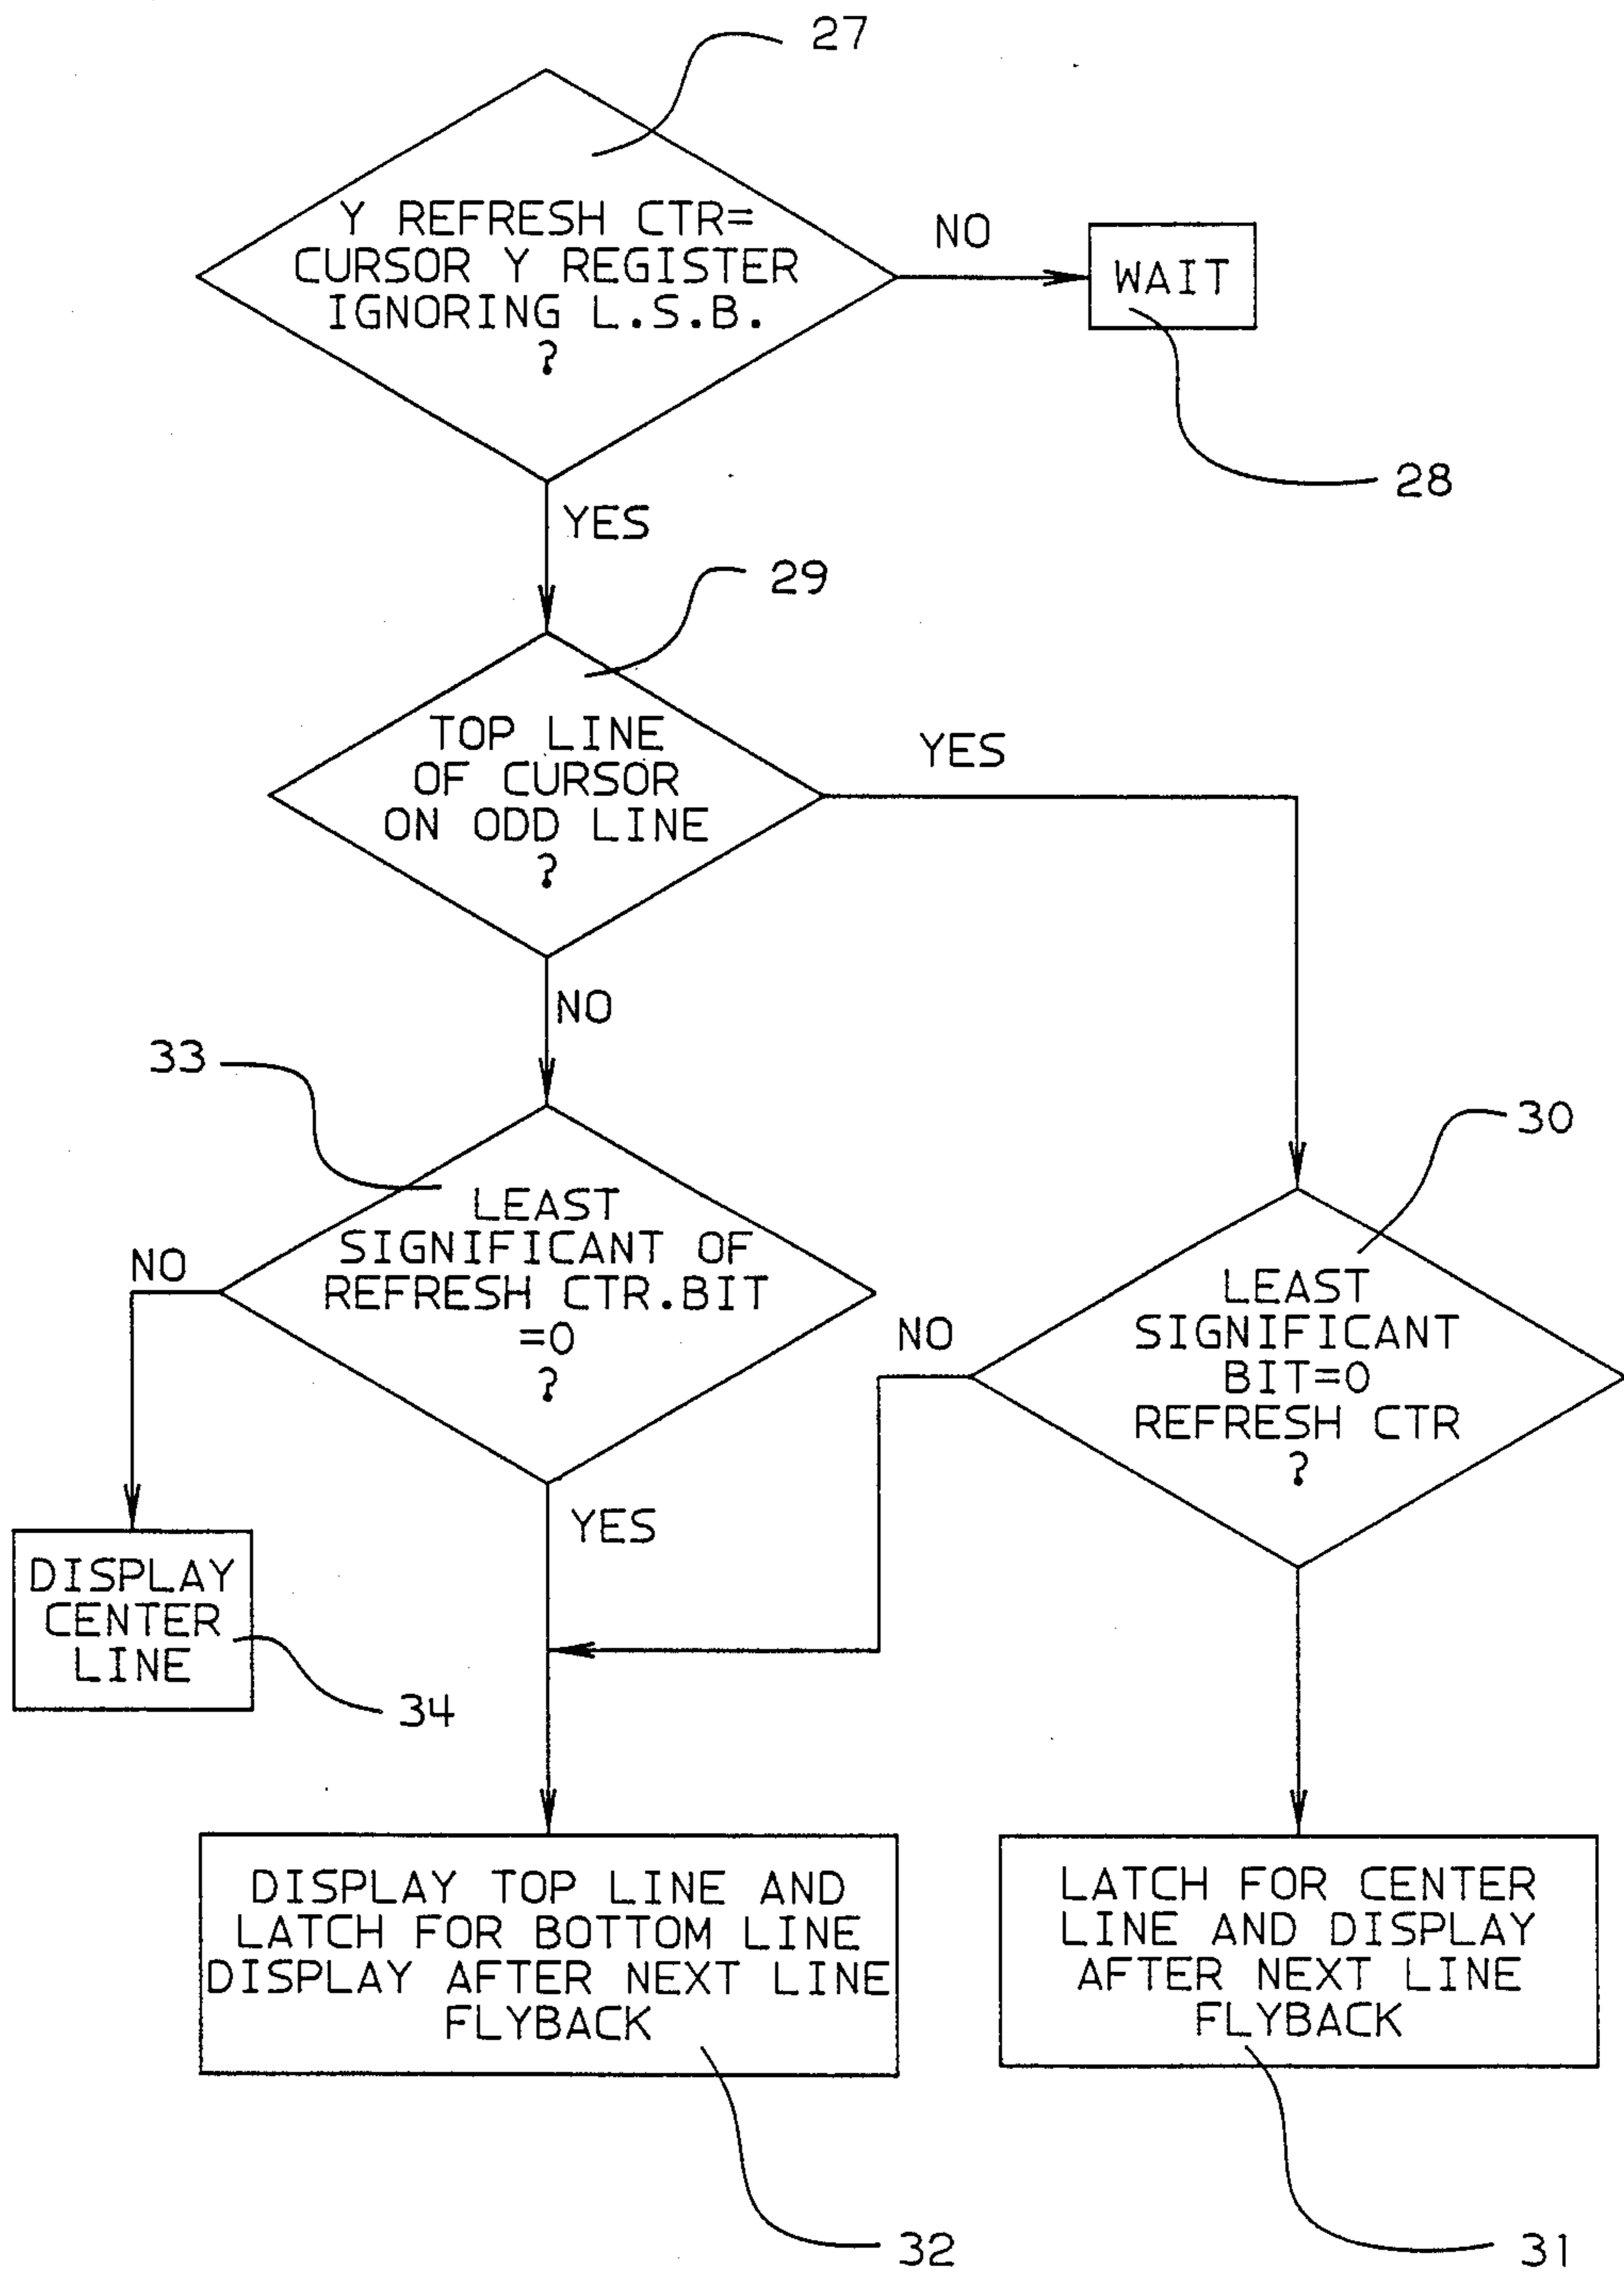 27
Y REFRESH CTR=
CURSOR Y REGISTER
IGNORING L.S.B.
?
NO
WAIT
28
YES
29
TOP LINE
OF CURSOR
ON ODD LINE
?
YES
NO
33
LEAST
SIGNIFICANT OF
REFRESH CTR.BIT
=0
?
NO
YES
30
LEAST
SIGNIFICANT
BIT=0
REFRESH CTR
?
NO
DISPLAY
CENTER
LINE
34
DISPLAY TOP LINE AND
LATCH FOR BOTTOM LINE
DISPLAY AFTER NEXT LINE
FLYBACK
32
LATCH FOR CENTER
LINE AND DISPLAY
AFTER NEXT LINE
FLYBACK
31